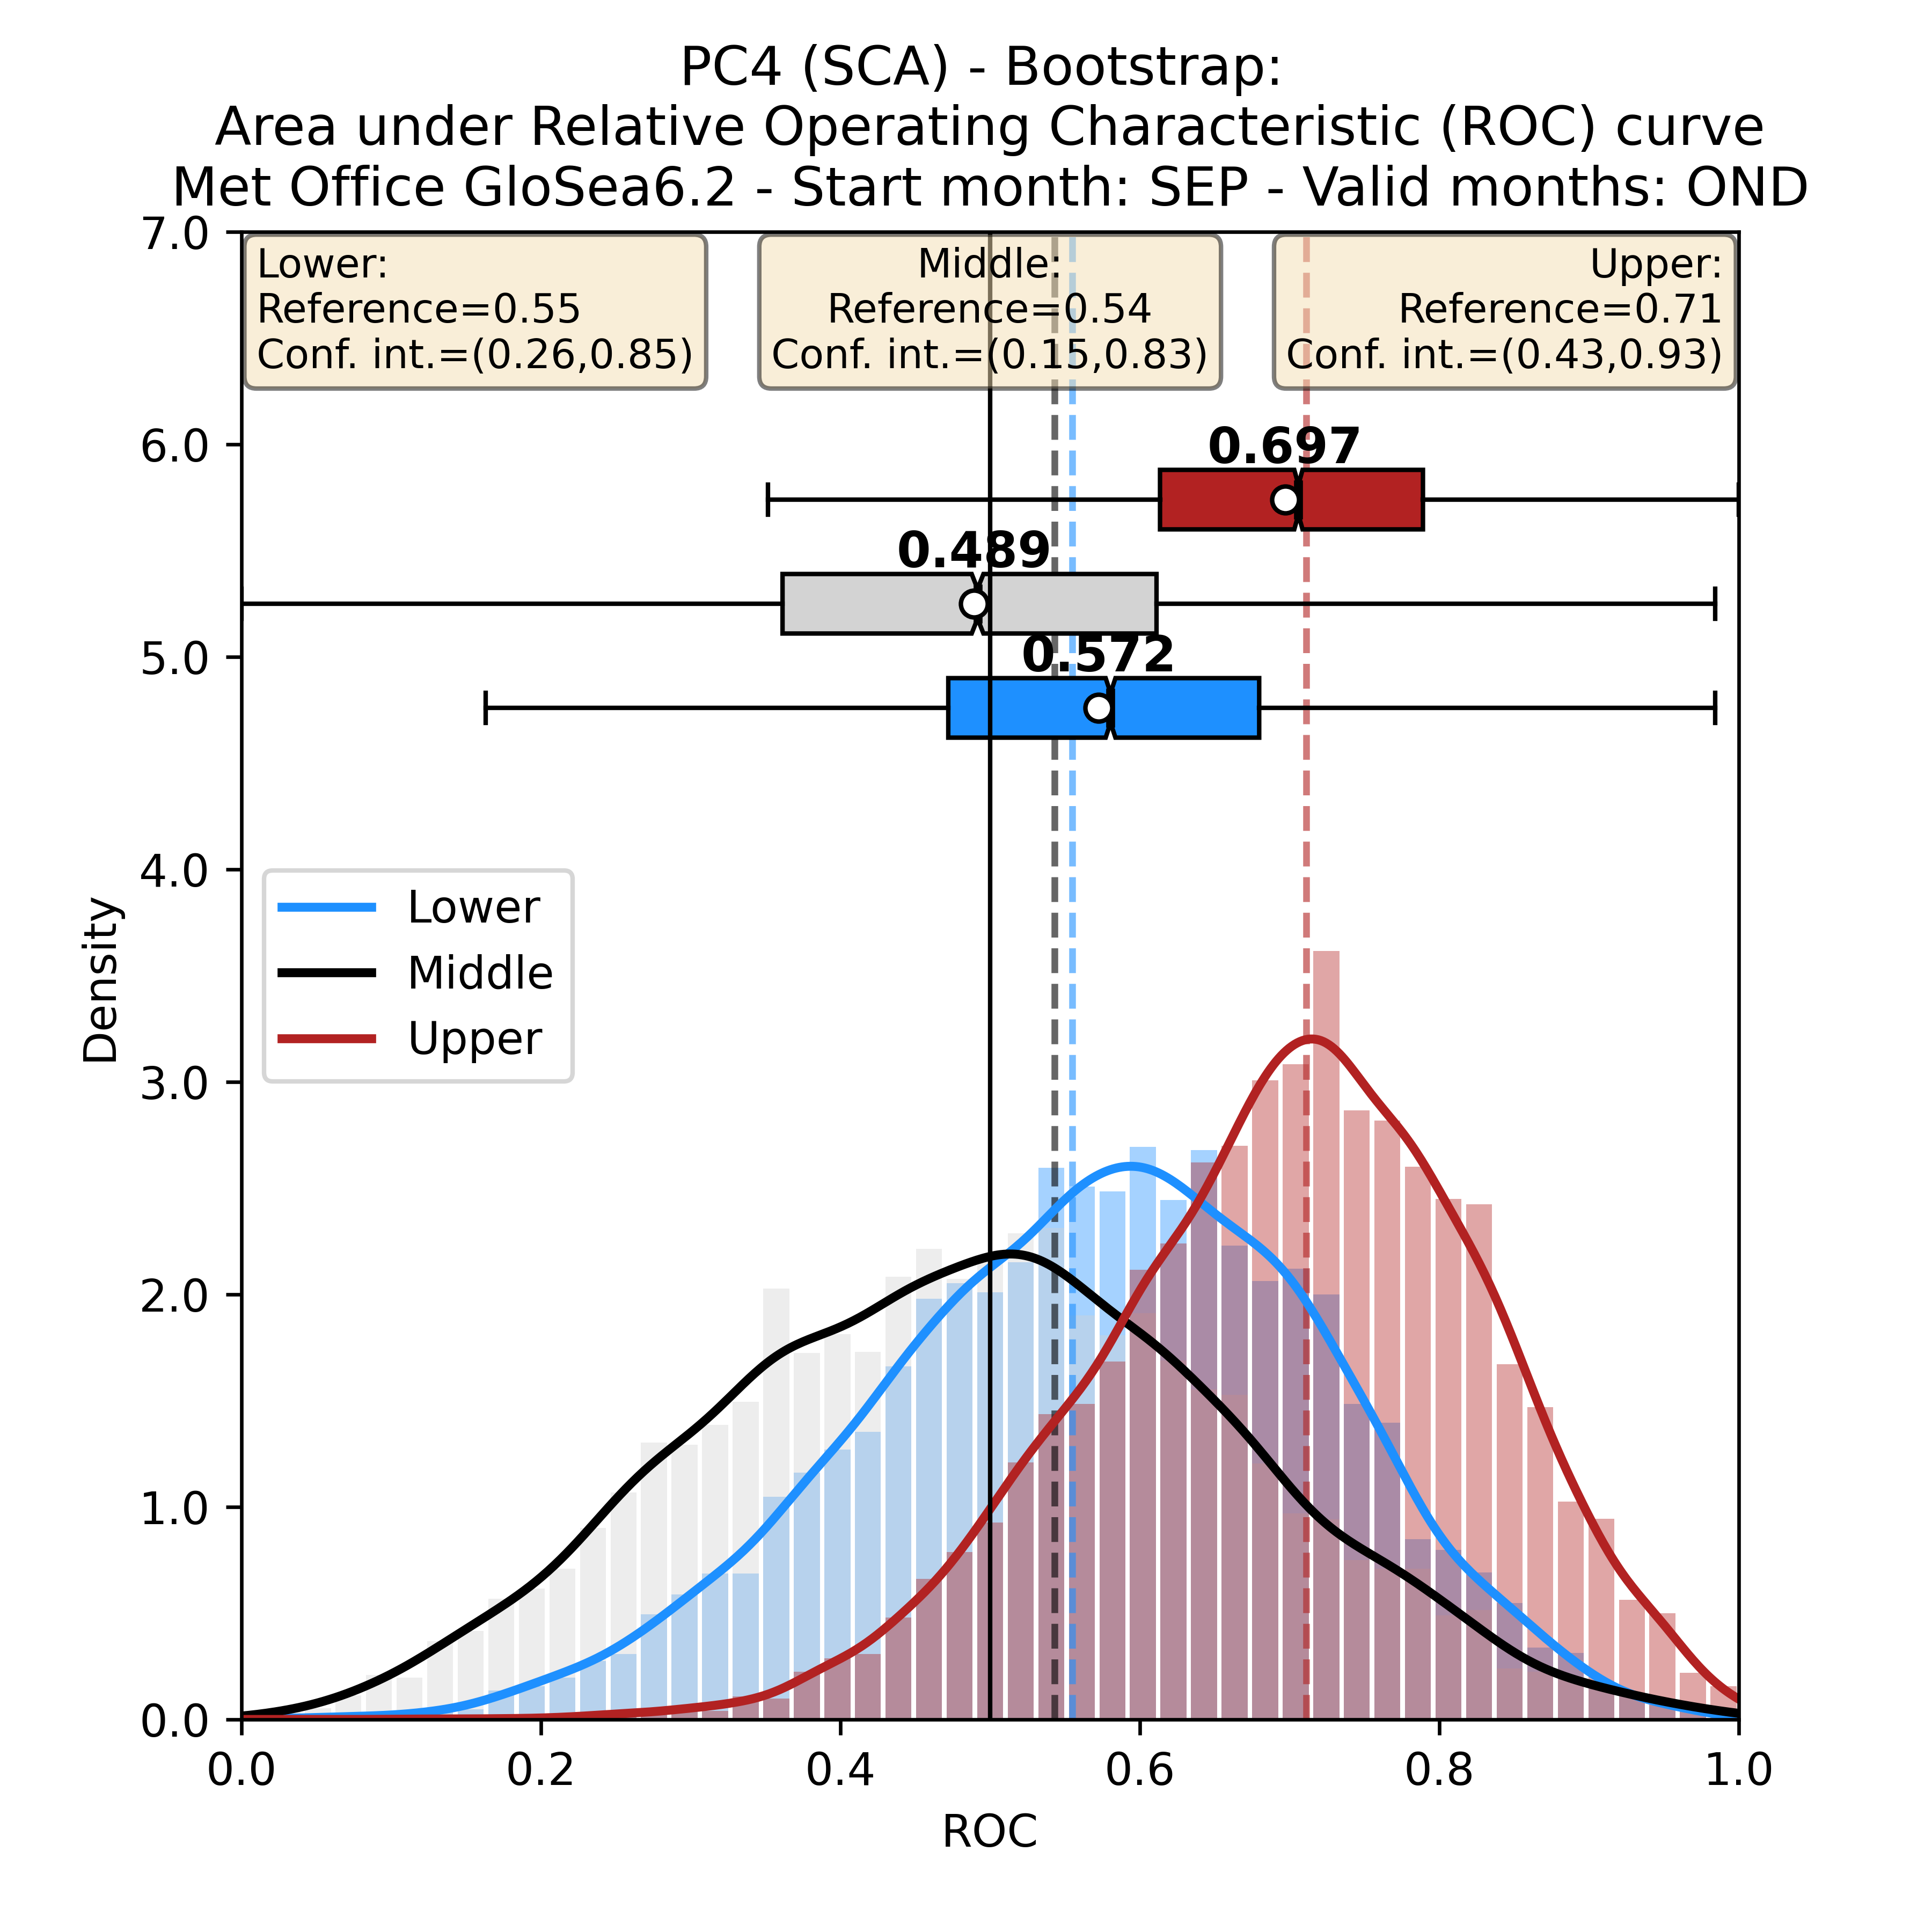 PC4 (SCA) - Bootstrap:
Area under Relative Operating Characteristic (ROC) curve
Met Office GloSea6.2 - Start month: SEP - Valid months: OND
Lower:
Reference=0.55
Conf. int.=(0.26,0.85)
Middle:
Reference=0.54
Conf. int.=(0.15,0.83)
Upper:
Reference=0.71
Conf. int.=(0.43,0.93)
0.697
0.489
0.572
Lower
Middle
Upper
Density
7.0
6.0
5.0
4.0
3.0
2.0
1.0
0.0
0.0 0.2 0.4 0.6 0.8 1.0
ROC